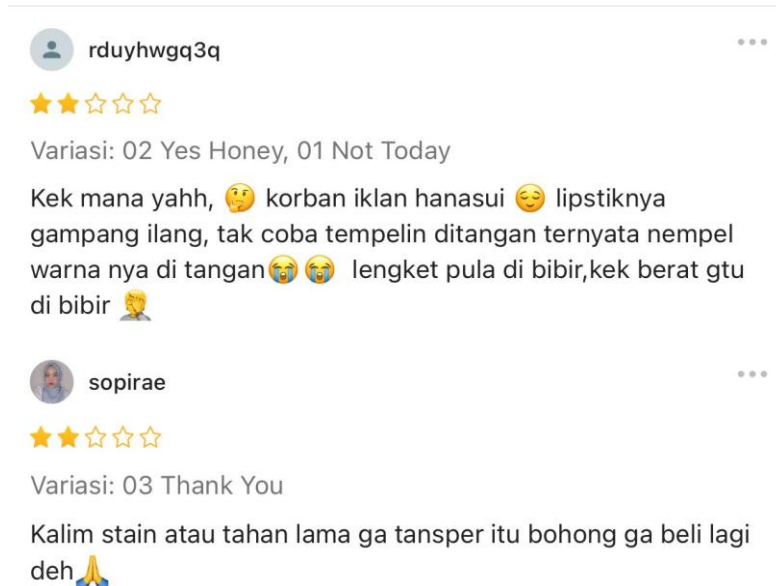 rduyhwgq3q
Variasi: 02 Yes Honey, 01 Not Today
Kek mana yahh, 🤔 korban iklan hanasui 😌 lipstiknya
gampang ilang, tak coba tempelin ditangan ternyata nempel
warna nya di tangan😭😭 lengket pula di bibir,kek berat gtu
di bibir 🤦
sopirae
Variasi: 03 Thank You
Kalim stain atau tahan lama ga tansper itu bohong ga beli lagi
deh🙏